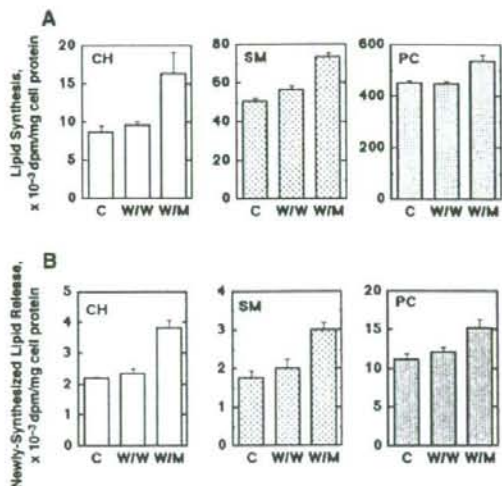 A
Lipid Synthesis,
x 10-3 dpm/mg cell protein
CH
20
15
10
5
0
C W/W W/M
SM
80
60
40
20
0
C W/W W/M
PC
600
400
200
0
C W/W W/M
B
Newly-Synthesized Lipid Release,
x 10-3 dpm/mg cell protein
CH
5
4
3
2
1
0
C W/W W/M
SM
4
3
2
1
0
C W/W W/M
PC
20
15
10
5
0
C W/W W/M